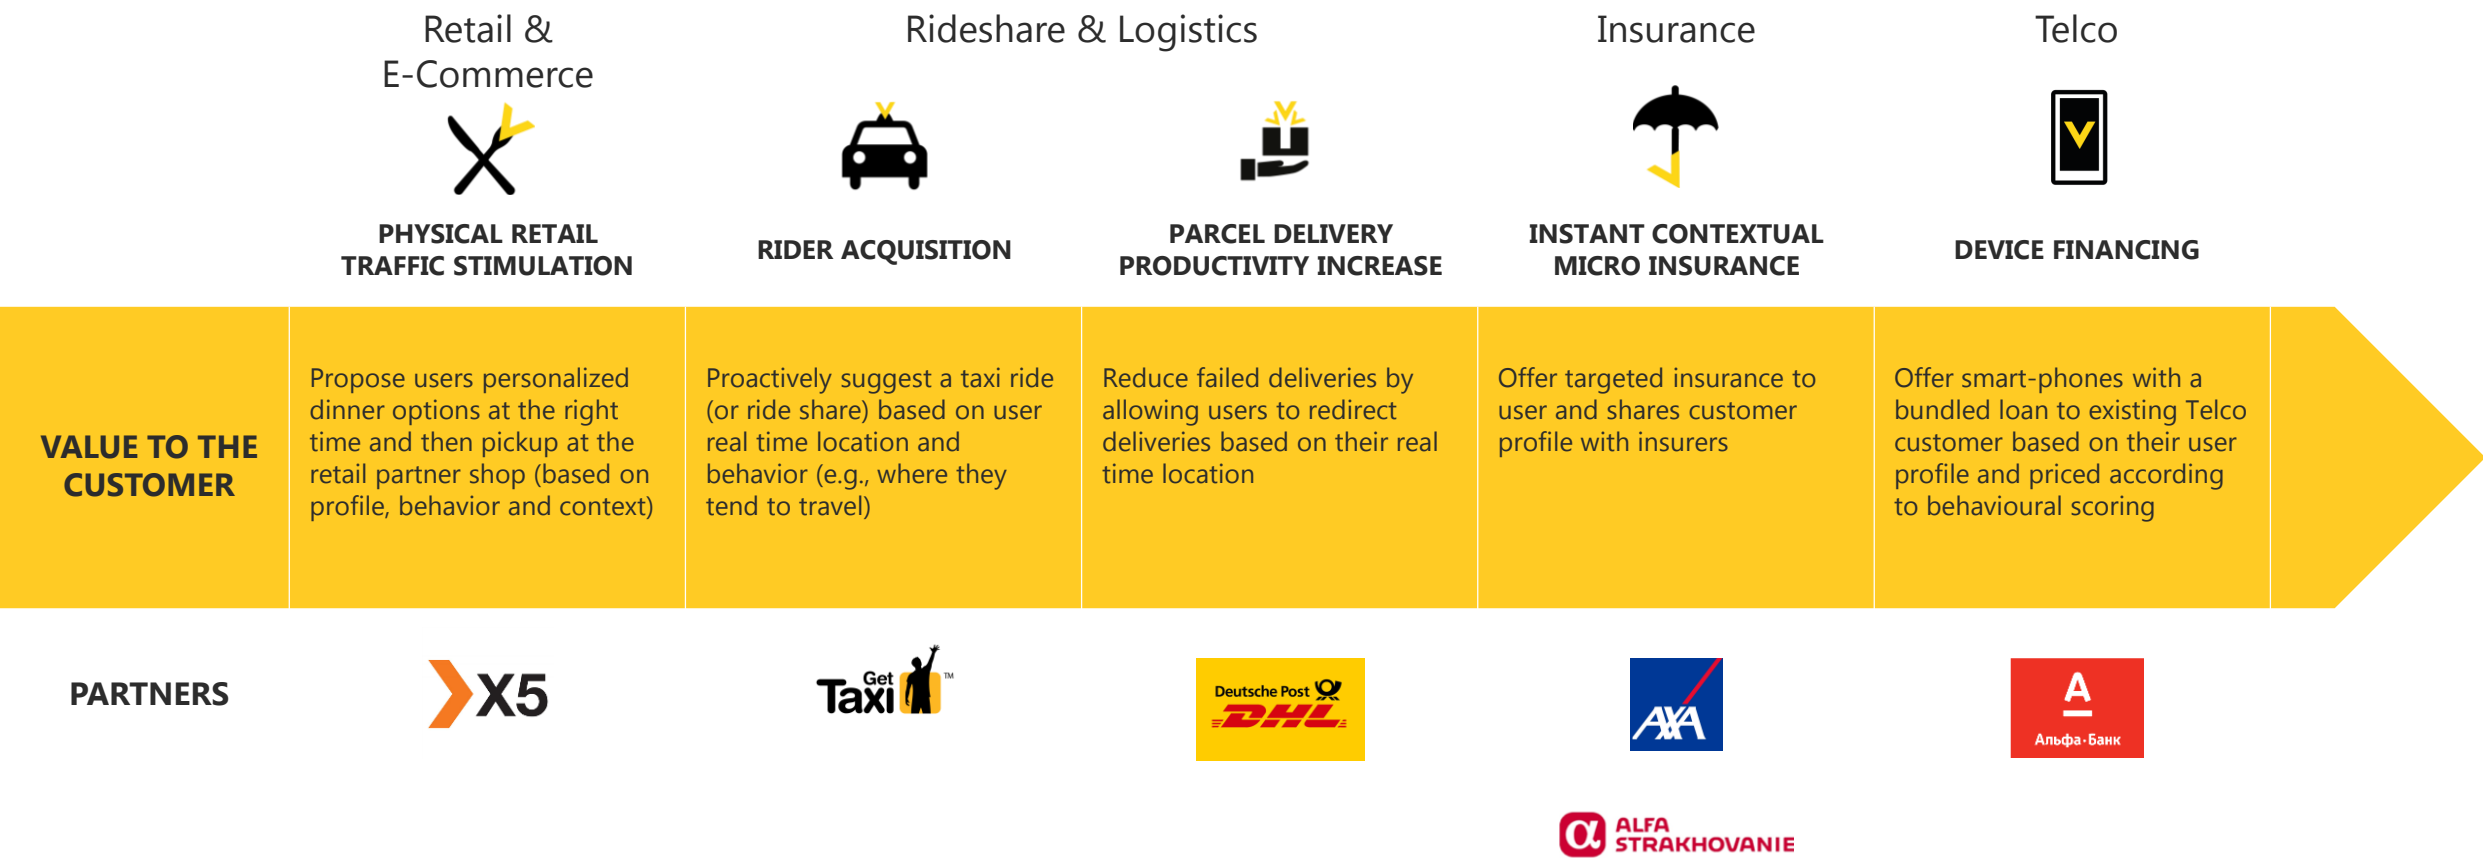 Retail &
E-Commerce
Rideshare & Logistics
Insurance
Telco
PHYSICAL RETAIL
TRAFFIC STIMULATION
RIDER ACQUISITION
PARCEL DELIVERY
PRODUCTIVITY INCREASE
INSTANT CONTEXTUAL
MICRO INSURANCE
DEVICE FINANCING
VALUE TO THE
CUSTOMER
Propose users personalized
dinner options at the right
time and then pickup at the
retail partner shop (based on
profile, behavior and context)
Proactively suggest a taxi ride
(or ride share) based on user
real time location and
behavior (e.g., where they
tend to travel)
Reduce failed deliveries by
allowing users to redirect
deliveries based on their real
time location
Offer targeted insurance to
user and shares customer
profile with insurers
Offer smart-phones with a
bundled loan to existing Telco
customer based on their user
profile and priced according
to behavioural scoring
PARTNERS
X5
Get
Taxi ™
Deutsche Post
DHL
AXA
А
Альфа·Банк
α ALFA
STRAKHOVANIE